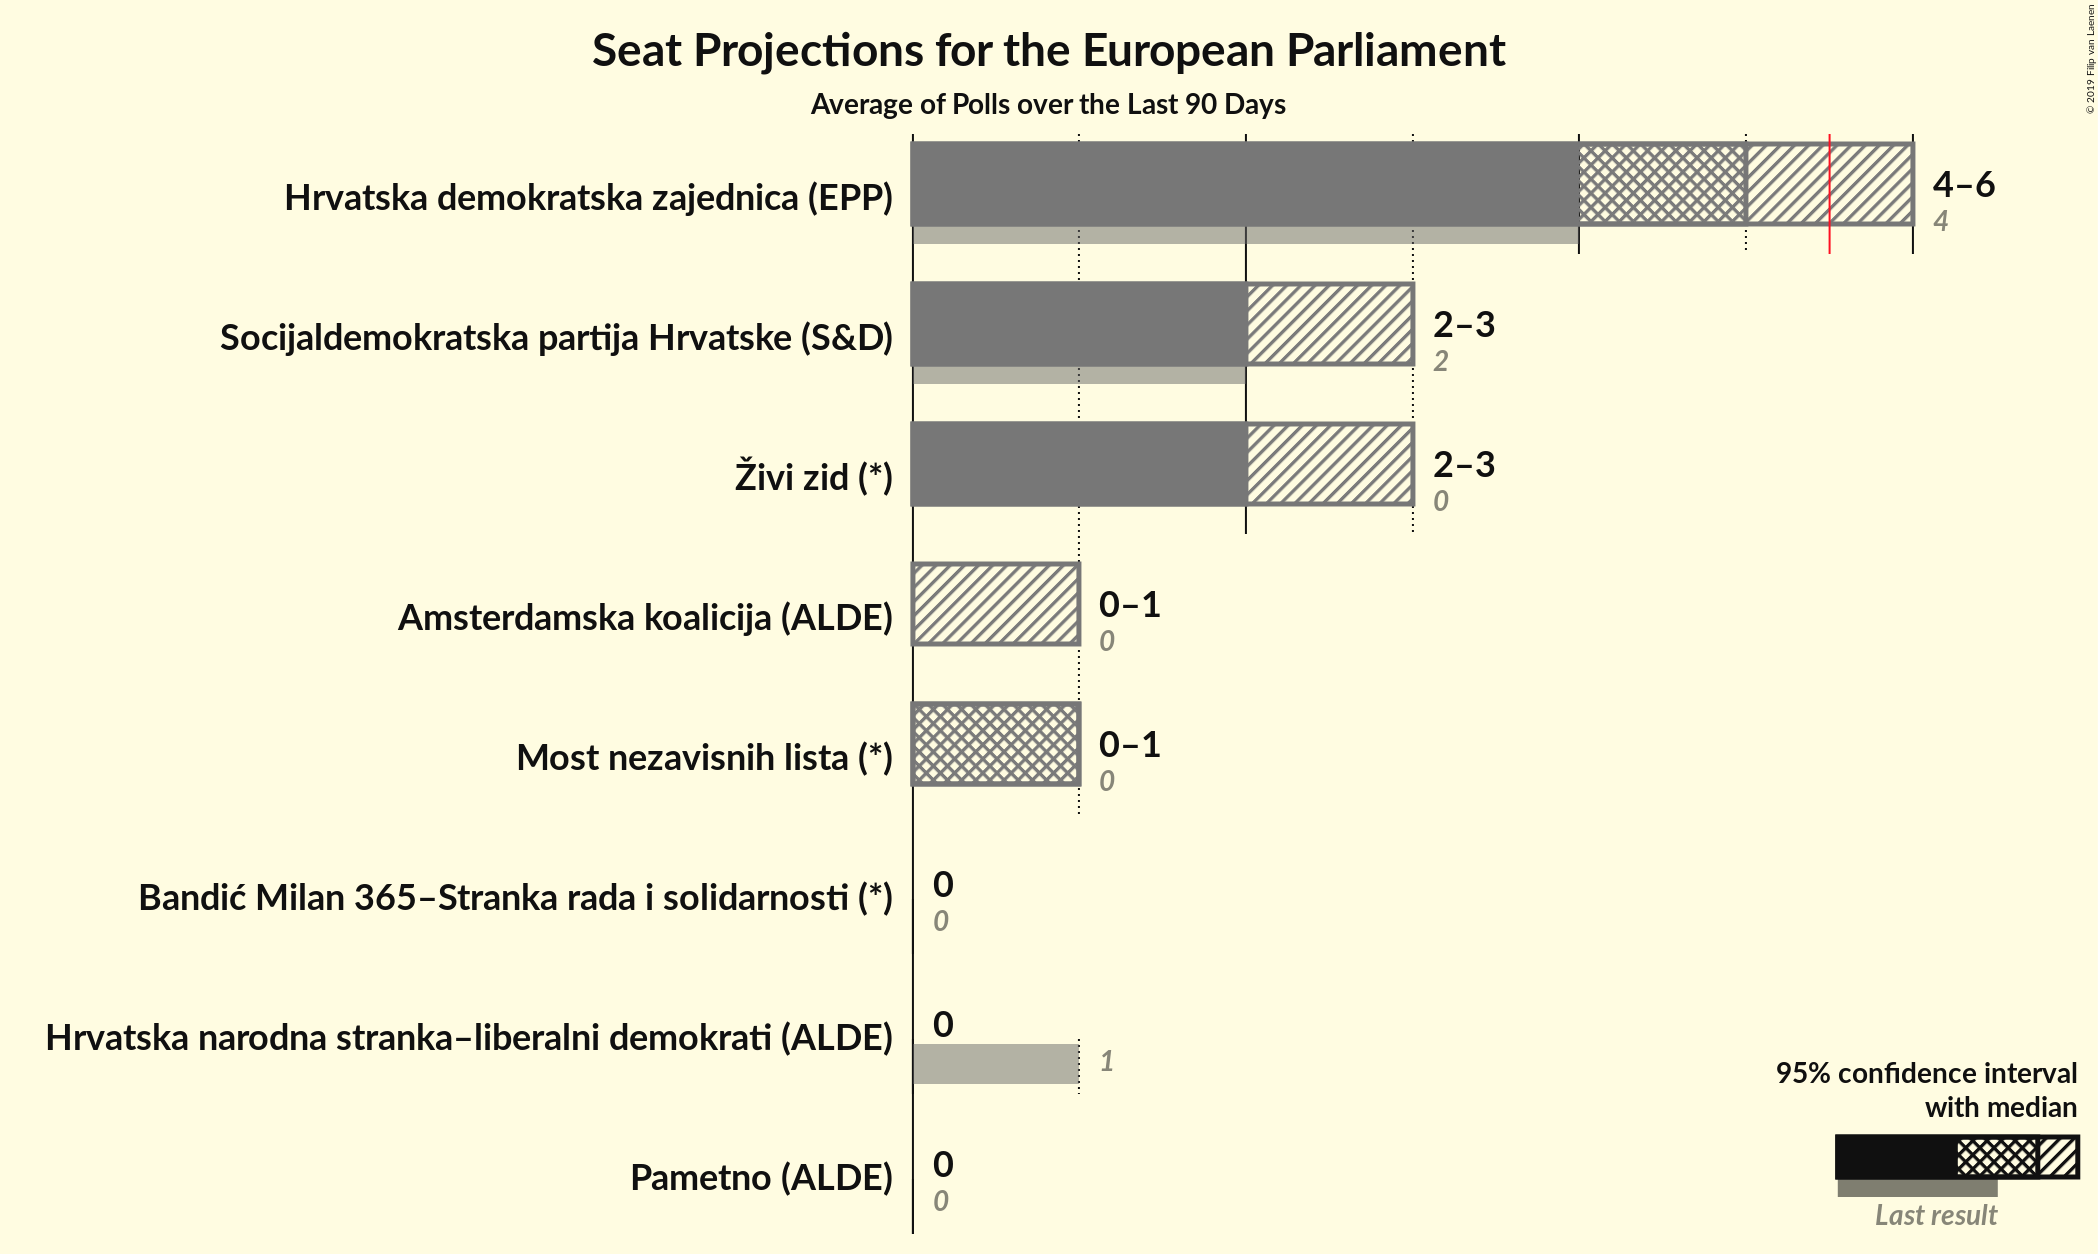 Seat Projections for the European Parliament
Average of Polls over the Last 90 Days
© 2019 Filip van Laenen
Hrvatska demokratska zajednica (EPP)
4–6
4
Socijaldemokratska partija Hrvatske (S&D)
2–3
2
Živi zid (*)
2–3
0
Amsterdamska koalicija (ALDE)
0–1
0
Most nezavisnih lista (*)
0–1
0
Bandić Milan 365–Stranka rada i solidarnosti (*)
0
0
Hrvatska narodna stranka–liberalni demokrati (ALDE)
0
1
Pametno (ALDE)
0
0
95% confidence interval
with median
Last result